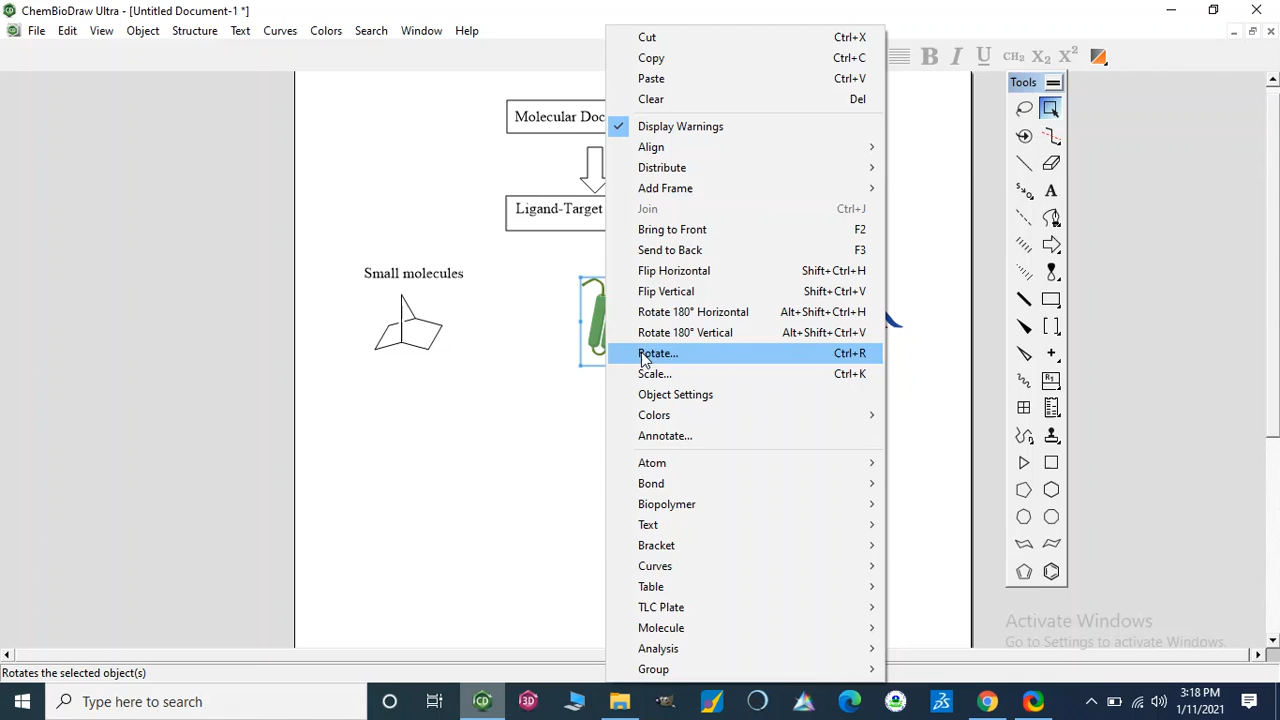 ChemBioDraw Ultra - [Untitled Document-1 *]
File Edit View Object Structure Text Curves Colors Search Window Help
B I U CH2 X2 X2
Tools
A
R1
Molecular Doc
Ligand-Target
Small molecules
Cut Ctrl+X
Copy Ctrl+C
Paste Ctrl+V
Clear Del
Display Warnings
Align
Distribute
Add Frame
Join Ctrl+J
Bring to Front F2
Send to Back F3
Flip Horizontal Shift+Ctrl+H
Flip Vertical Shift+Ctrl+V
Rotate 180° Horizontal Alt+Shift+Ctrl+H
Rotate 180° Vertical Alt+Shift+Ctrl+V
Rotate... Ctrl+R
Scale... Ctrl+K
Object Settings
Colors
Annotate...
Atom
Bond
Biopolymer
Text
Bracket
Curves
Table
TLC Plate
Molecule
Analysis
Group
Activate Windows
Go to Settings to activate Windows.
Rotates the selected object(s)
Type here to search
3:18 PM
1/11/2021